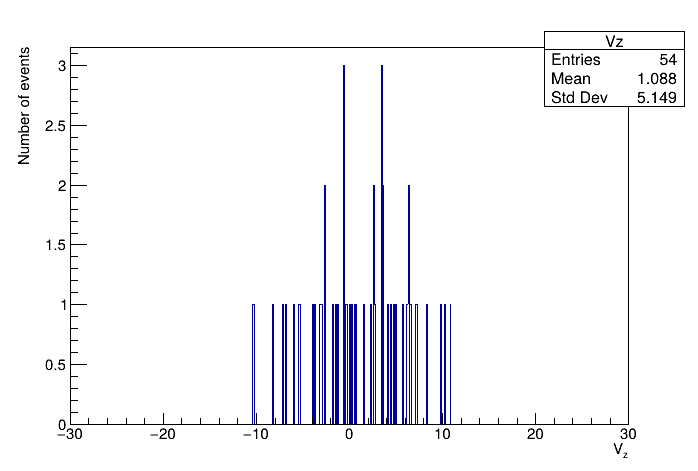 Vz
Entries 54
Mean 1.088
Std Dev 5.149
Number of events
3
2.5
2
1.5
1
0.5
0
−30 −20 −10 0 10 20 30
Vz